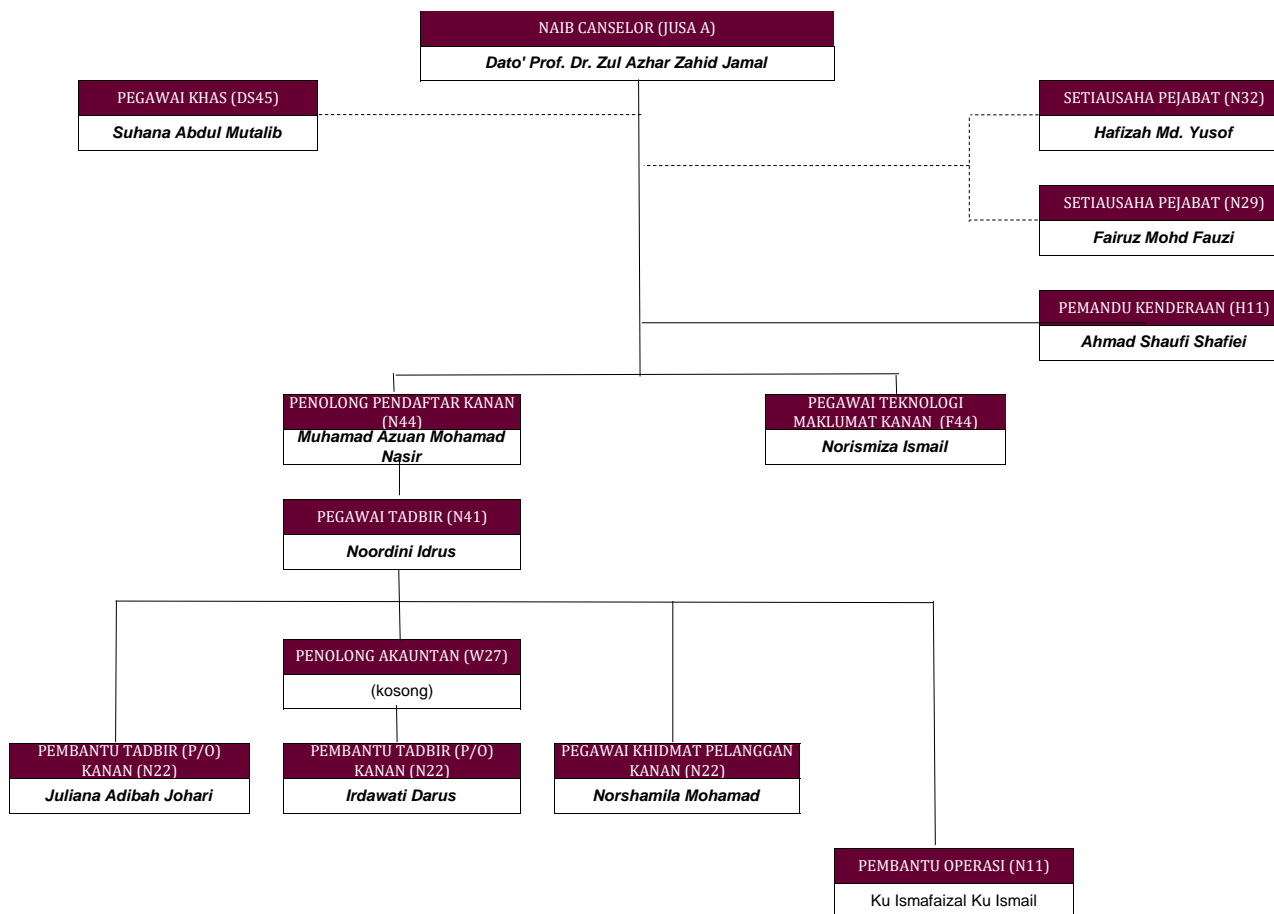 NAIB CANSELOR (JUSA A)
Dato' Prof. Dr. Zul Azhar Zahid Jamal
PEGAWAI KHAS (DS45)
Suhana Abdul Mutalib
SETIAUSAHA PEJABAT (N32)
Hafizah Md. Yusof
SETIAUSAHA PEJABAT (N29)
Fairuz Mohd Fauzi
PEMANDU KENDERAAN (H11)
Ahmad Shaufi Shafiei
PENOLONG PENDAFTAR KANAN
(N44)
Muhamad Azuan Mohamad
Nasir
PEGAWAI TEKNOLOGI
MAKLUMAT KANAN (F44)
Norismiza Ismail
PEGAWAI TADBIR (N41)
Noordini Idrus
PENOLONG AKAUNTAN (W27)
(kosong)
PEMBANTU TADBIR (P/O)
KANAN (N22)
Juliana Adibah Johari
PEMBANTU TADBIR (P/O)
KANAN (N22)
Irdawati Darus
PEGAWAI KHIDMAT PELANGGAN
KANAN (N22)
Norshamila Mohamad
PEMBANTU OPERASI (N11)
Ku Ismafaizal Ku Ismail